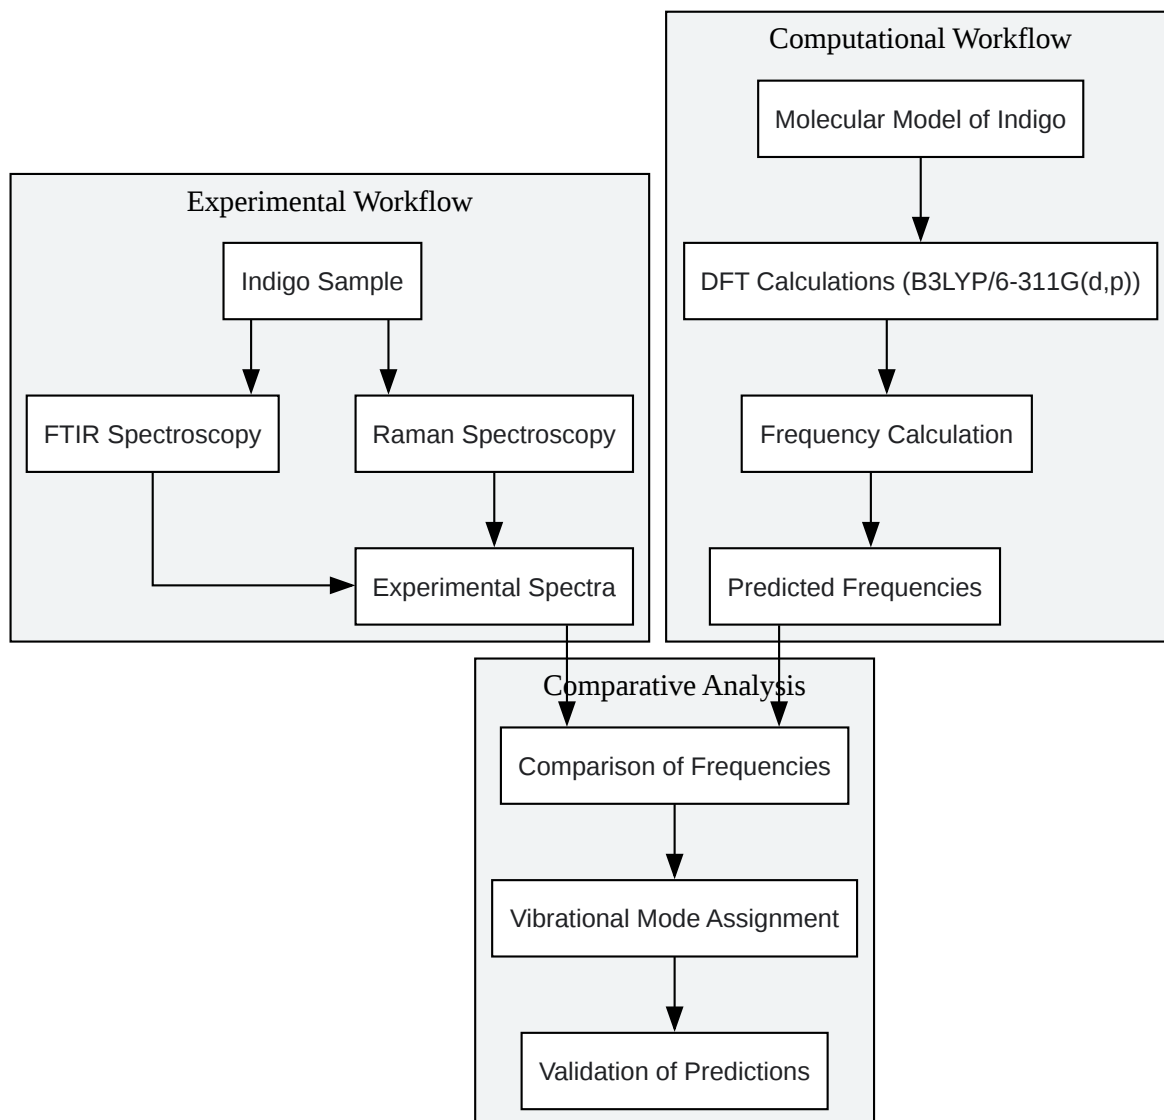 Computational Workflow
Molecular Model of Indigo
DFT Calculations (B3LYP/6-311G(d,p))
Frequency Calculation
Predicted Frequencies
Experimental Workflow
Indigo Sample
FTIR Spectroscopy
Raman Spectroscopy
Experimental Spectra
Comparative Analysis
Comparison of Frequencies
Vibrational Mode Assignment
Validation of Predictions